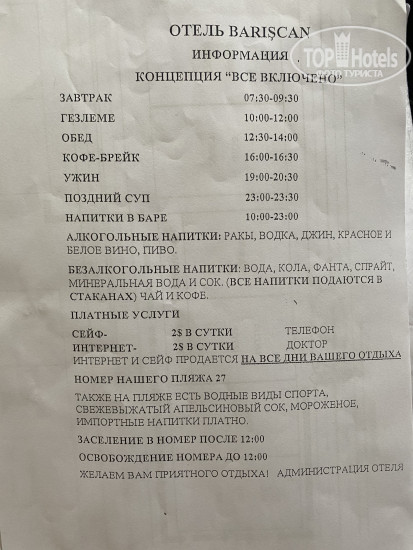 ОТЕЛЬ BARIŞCAN
TOP Hotels
ИНФОРМАЦИЯ
КОНЦЕПЦИЯ "ВСЕ ВКЛЮЧЕНО"
ТУРИСТА
ЗАВТРАК 07:30-09:30
ГЕЗЛЕМЕ 10:00-12:00
ОБЕД 12:30-14:00
КОФЕ-БРЕЙК 16:00-16:30
УЖИН 19:00-20:30
ПОЗДНИЙ СУП 23:00-23:30
НАПИТКИ В БАРЕ 10:00-23:00
АЛКОГОЛЬНЫЕ НАПИТКИ: РАКЫ, ВОДКА, ДЖИН, КРАСНОЕ И
БЕЛОЕ ВИНО, ПИВО.
БЕЗАЛКОГОЛЬНЫЕ НАПИТКИ: ВОДА, КОЛА, ФАНТА, СПРАЙТ,
МИНЕРАЛЬНАЯ ВОДА И СОК. (ВСЕ НАПИТКИ ПОДАЮТСЯ В
СТАКАНАХ) ЧАЙ И КОФЕ.
ПЛАТНЫЕ УСЛУГИ
СЕЙФ- 2$ В СУТКИ ТЕЛЕФОН
ИНТЕРНЕТ- 2$ В СУТКИ ДОКТОР
ИНТЕРНЕТ И СЕЙФ ПРОДАЕТСЯ НА ВСЕ ДНИ ВАШЕГО ОТДЫХА
НОМЕР НАШЕГО ПЛЯЖА 27
ТАКЖЕ НА ПЛЯЖЕ ЕСТЬ ВОДНЫЕ ВИДЫ СПОРТА,
СВЕЖЕВЫЖАТЫЙ АПЕЛЬСИНОВЫЙ СОК, МОРОЖЕНОЕ,
ИМПОРТНЫЕ НАПИТКИ ПЛАТНО.
ЗАСЕЛЕНИЕ В НОМЕР ПОСЛЕ 12:00
ОСВОБОЖДЕНИЕ НОМЕРА ДО 12:00
ЖЕЛАЕМ ВАМ ПРИЯТНОГО ОТДЫХА! АДМИНИСТРАЦИЯ ОТЕЛЯ